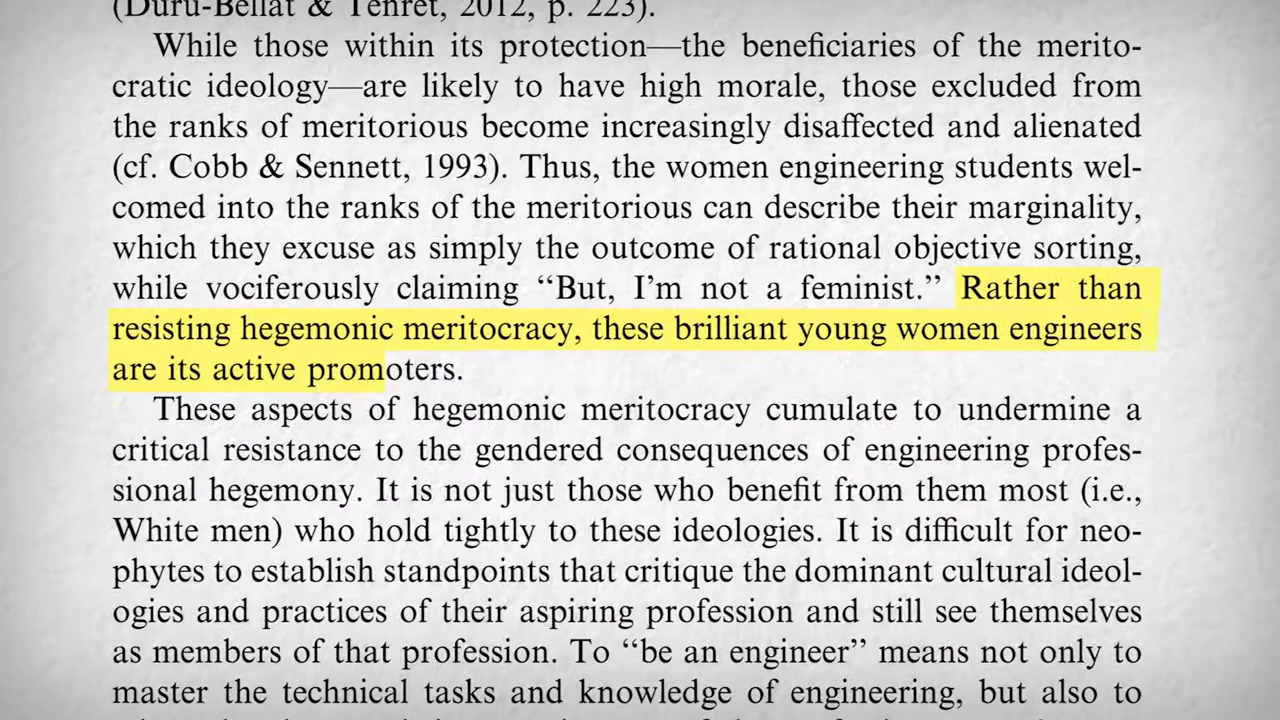 (Duru-Bellat & Tenret, 2012, p. 223).
While those within its protection—the beneficiaries of the merito-
cratic ideology—are likely to have high morale, those excluded from
the ranks of meritorious become increasingly disaffected and alienated
(cf. Cobb & Sennett, 1993). Thus, the women engineering students wel-
comed into the ranks of the meritorious can describe their marginality,
which they excuse as simply the outcome of rational objective sorting,
while vociferously claiming “But, I’m not a feminist.” Rather than
resisting hegemonic meritocracy, these brilliant young women engineers
are its active promoters.
These aspects of hegemonic meritocracy cumulate to undermine a
critical resistance to the gendered consequences of engineering profes-
sional hegemony. It is not just those who benefit from them most (i.e.,
White men) who hold tightly to these ideologies. It is difficult for neo-
phytes to establish standpoints that critique the dominant cultural ideol-
ogies and practices of their aspiring profession and still see themselves
as members of that profession. To “be an engineer” means not only to
master the technical tasks and knowledge of engineering, but also to